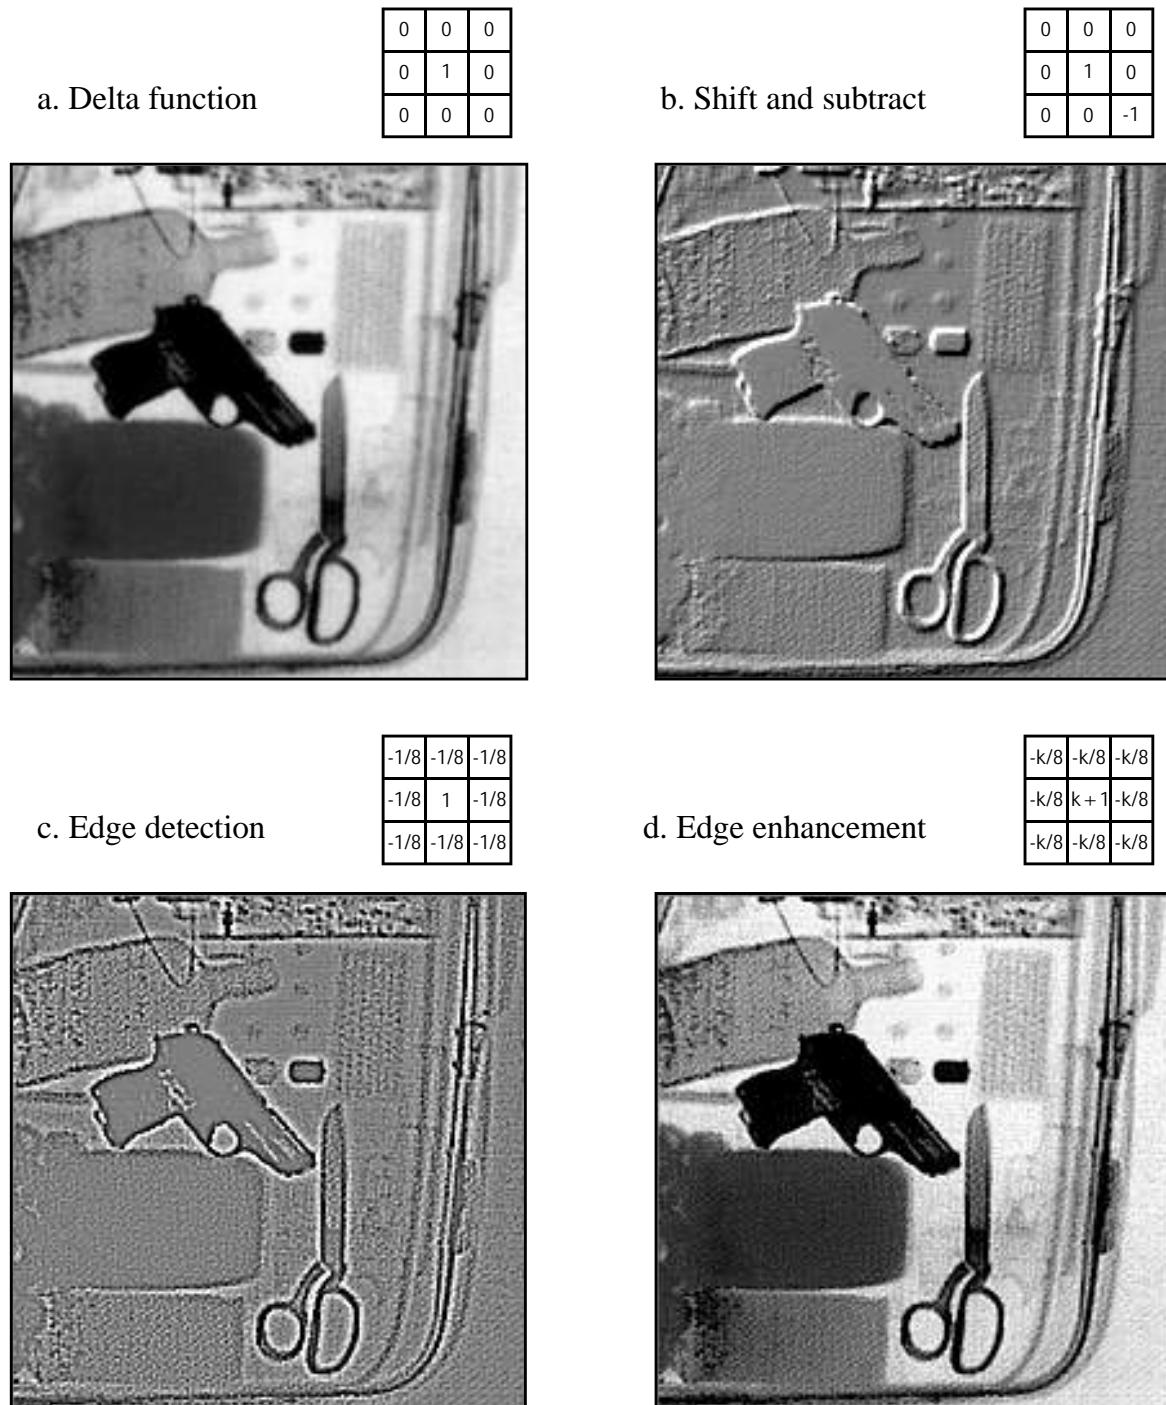 0 0 0
0 1 0
0 0 0
a. Delta function
0 0 0
0 1 0
0 0 -1
b. Shift and subtract
-1/8 -1/8 -1/8
-1/8 1 -1/8
-1/8 -1/8 -1/8
c. Edge detection
-k/8 -k/8 -k/8
-k/8 k+1 -k/8
-k/8 -k/8 -k/8
d. Edge enhancement